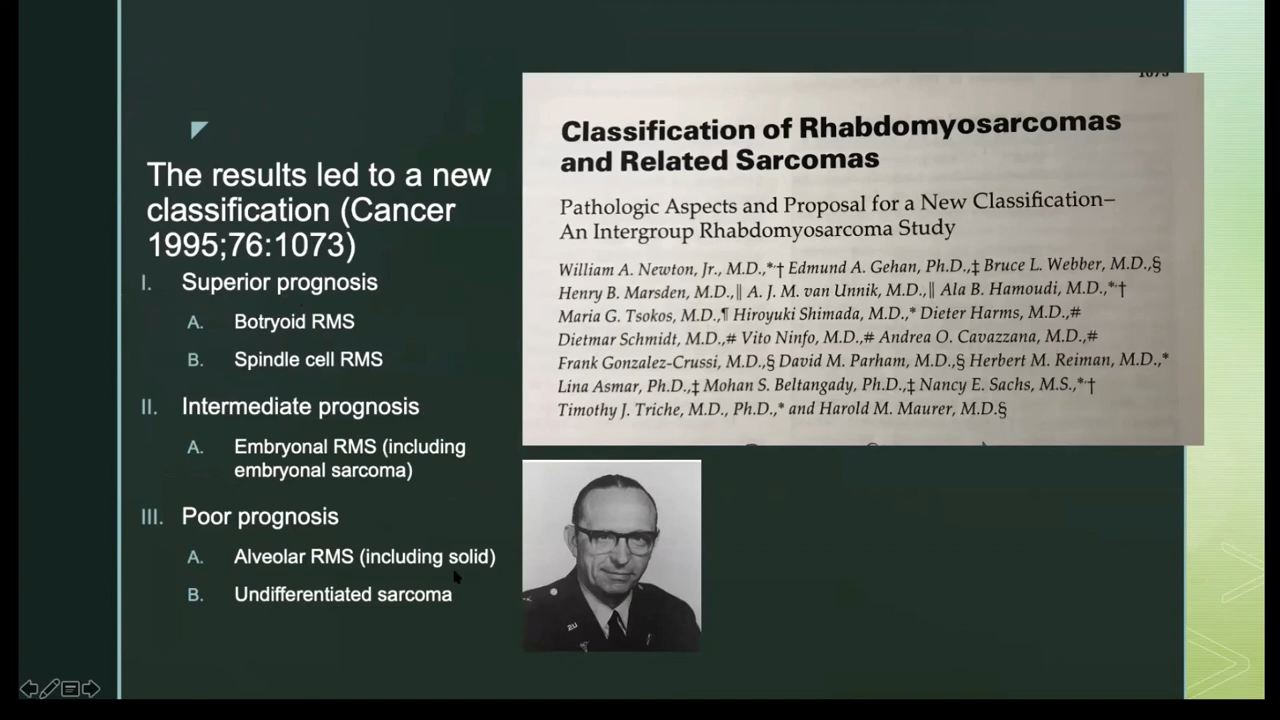 The results led to a new
classification (Cancer
1995;76:1073)
I. Superior prognosis
A. Botryoid RMS
B. Spindle cell RMS
II. Intermediate prognosis
A. Embryonal RMS (including
embryonal sarcoma)
III. Poor prognosis
A. Alveolar RMS (including solid)
B. Undifferentiated sarcoma
Classification of Rhabdomyosarcomas
and Related Sarcomas
Pathologic Aspects and Proposal for a New Classification–
An Intergroup Rhabdomyosarcoma Study
William A. Newton, Jr., M.D.,*† Edmund A. Gehan, Ph.D.,‡ Bruce L. Webber, M.D.,§
Henry B. Marsden, M.D.,‖ A. J. M. van Unnik, M.D.,‖ Ala B. Hamoudi, M.D.,*†
Maria G. Tsokos, M.D.,¶ Hiroyuki Shimada, M.D.,* Dieter Harms, M.D.,#
Dietmar Schmidt, M.D.,# Vito Ninfo, M.D.,# Andrea O. Cavazzana, M.D.,#
Frank Gonzalez-Crussi, M.D.,§ David M. Parham, M.D.,§ Herbert M. Reiman, M.D.,*
Lina Asmar, Ph.D.,‡ Mohan S. Beltangady, Ph.D.,‡ Nancy E. Sachs, M.S.,*†
Timothy J. Triche, M.D., Ph.D.,* and Harold M. Maurer, M.D.§